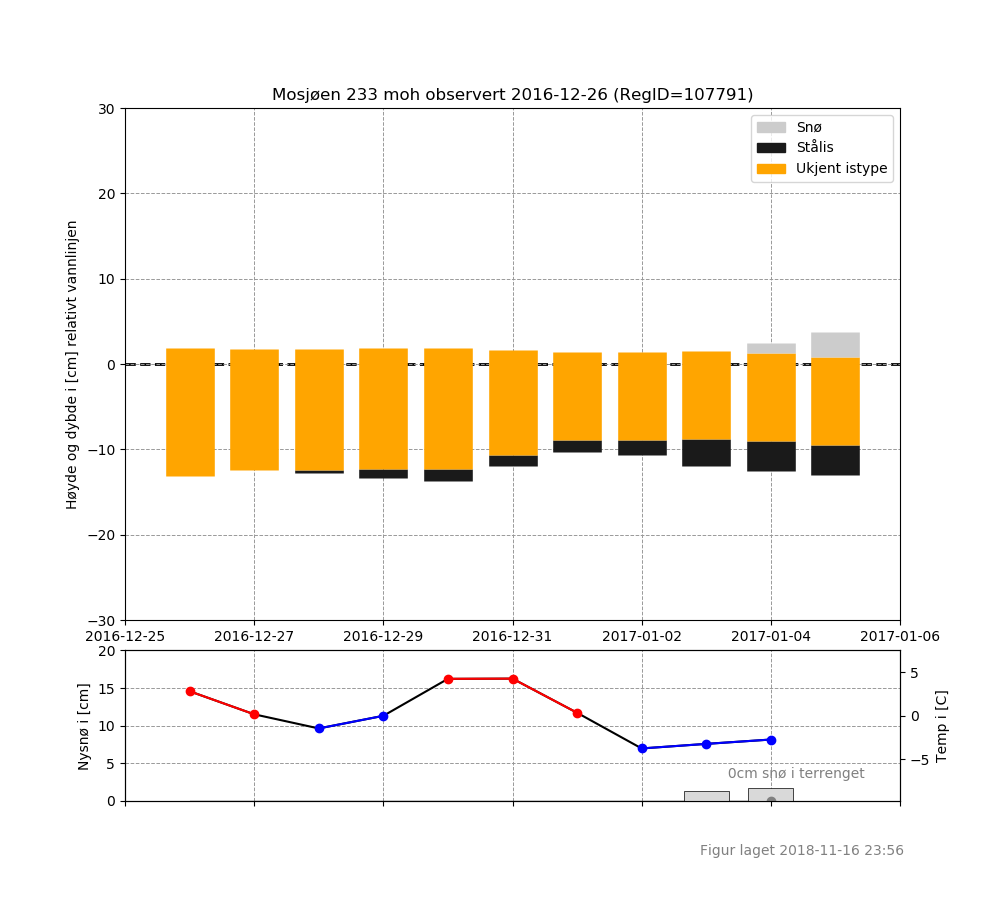 Mosjøen 233 moh observert 2016-12-26 (RegID=107791)
Snø
Stålis
Ukjent istype
Høyde og dybde i [cm] relativt vannlinjen
30
20
10
0
−10
−20
−30
2016-12-25 2016-12-27 2016-12-29 2016-12-31 2017-01-02 2017-01-04 2017-01-06
Nysnø i [cm]
20
15
10
5
0
5
0
−5
Temp i [C]
0cm snø i terrenget
Figur laget 2018-11-16 23:56